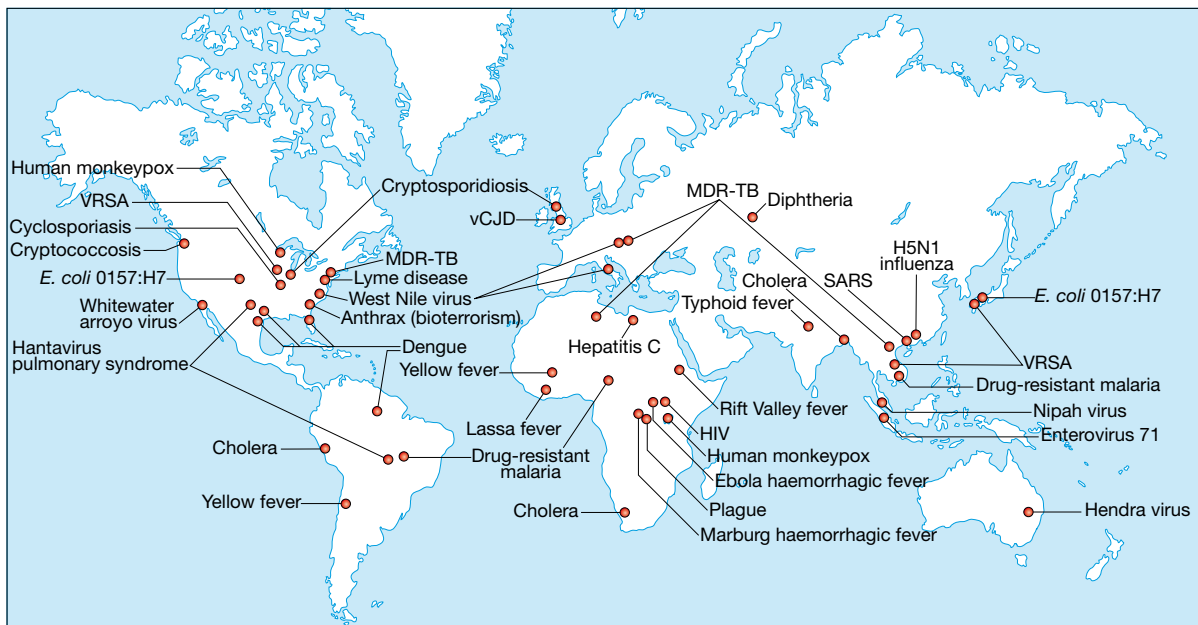 Human monkeypox
VRSA
Cyclosporiasis
Cryptococcosis
E. coli 0157:H7
Whitewater
arroyo virus
Hantavirus
pulmonary syndrome
Cholera
Yellow fever
Cryptosporidiosis
vCJD
MDR-TB
Lyme disease
West Nile virus
Anthrax (bioterrorism)
Dengue
Yellow fever
Lassa fever
Drug-resistant
malaria
Cholera
Hepatitis C
MDR-TB
Diphtheria
Cholera
Typhoid fever
SARS
H5N1
influenza
E. coli 0157:H7
VRSA
Drug-resistant malaria
Nipah virus
Enterovirus 71
Rift Valley fever
HIV
Human monkeypox
Ebola haemorrhagic fever
Plague
Marburg haemorrhagic fever
Hendra virus